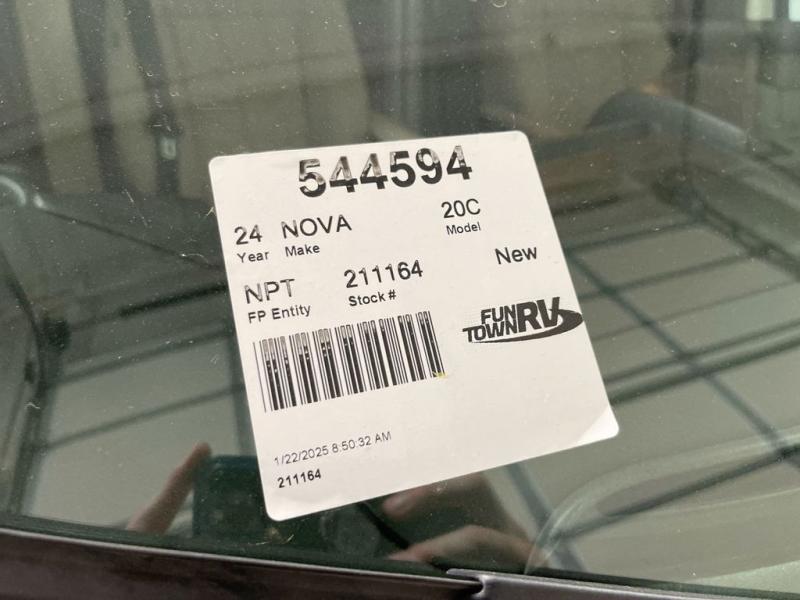 544594
24 NOVA 20C
Year Make Model
NPT 211164 New
FP Entity Stock #
FUN TOWN RV
1/22/2025 8:50:32 AM
211164